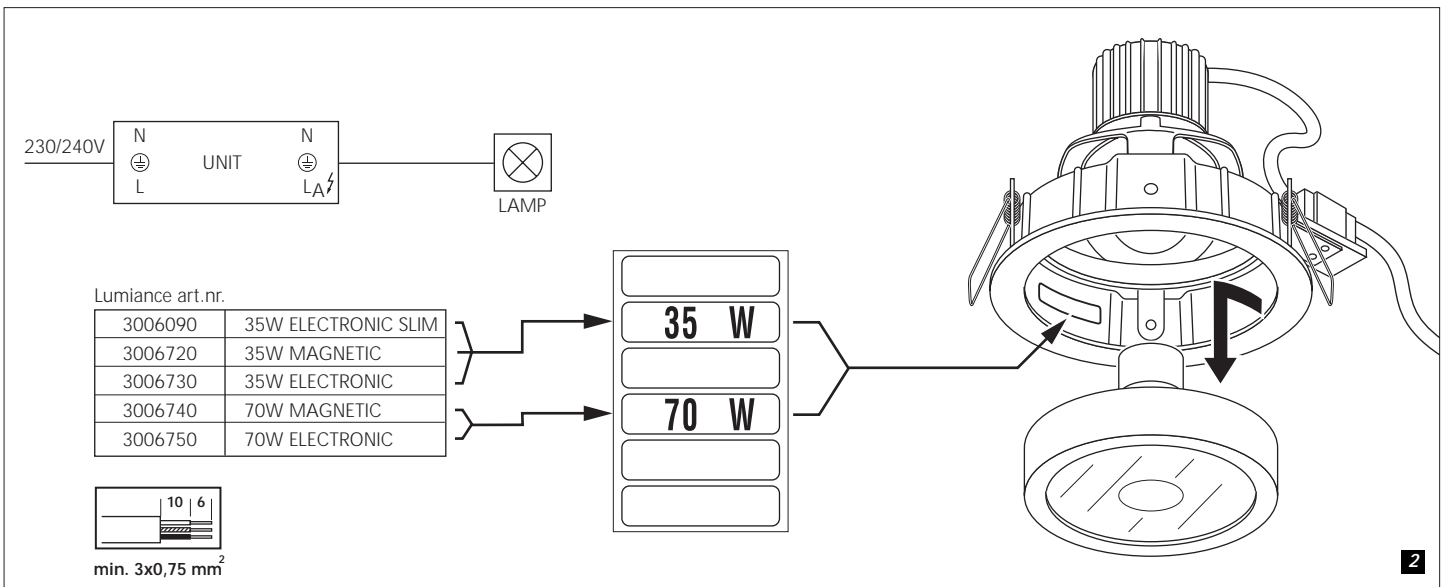 230/240V
N N
UNIT
L LA
LAMP
Lumiance art.nr.
3006090 35W ELECTRONIC SLIM
3006720 35W MAGNETIC
3006730 35W ELECTRONIC
3006740 70W MAGNETIC
3006750 70W ELECTRONIC
35 W
70 W
10 6
min. 3x0,75 mm²
2